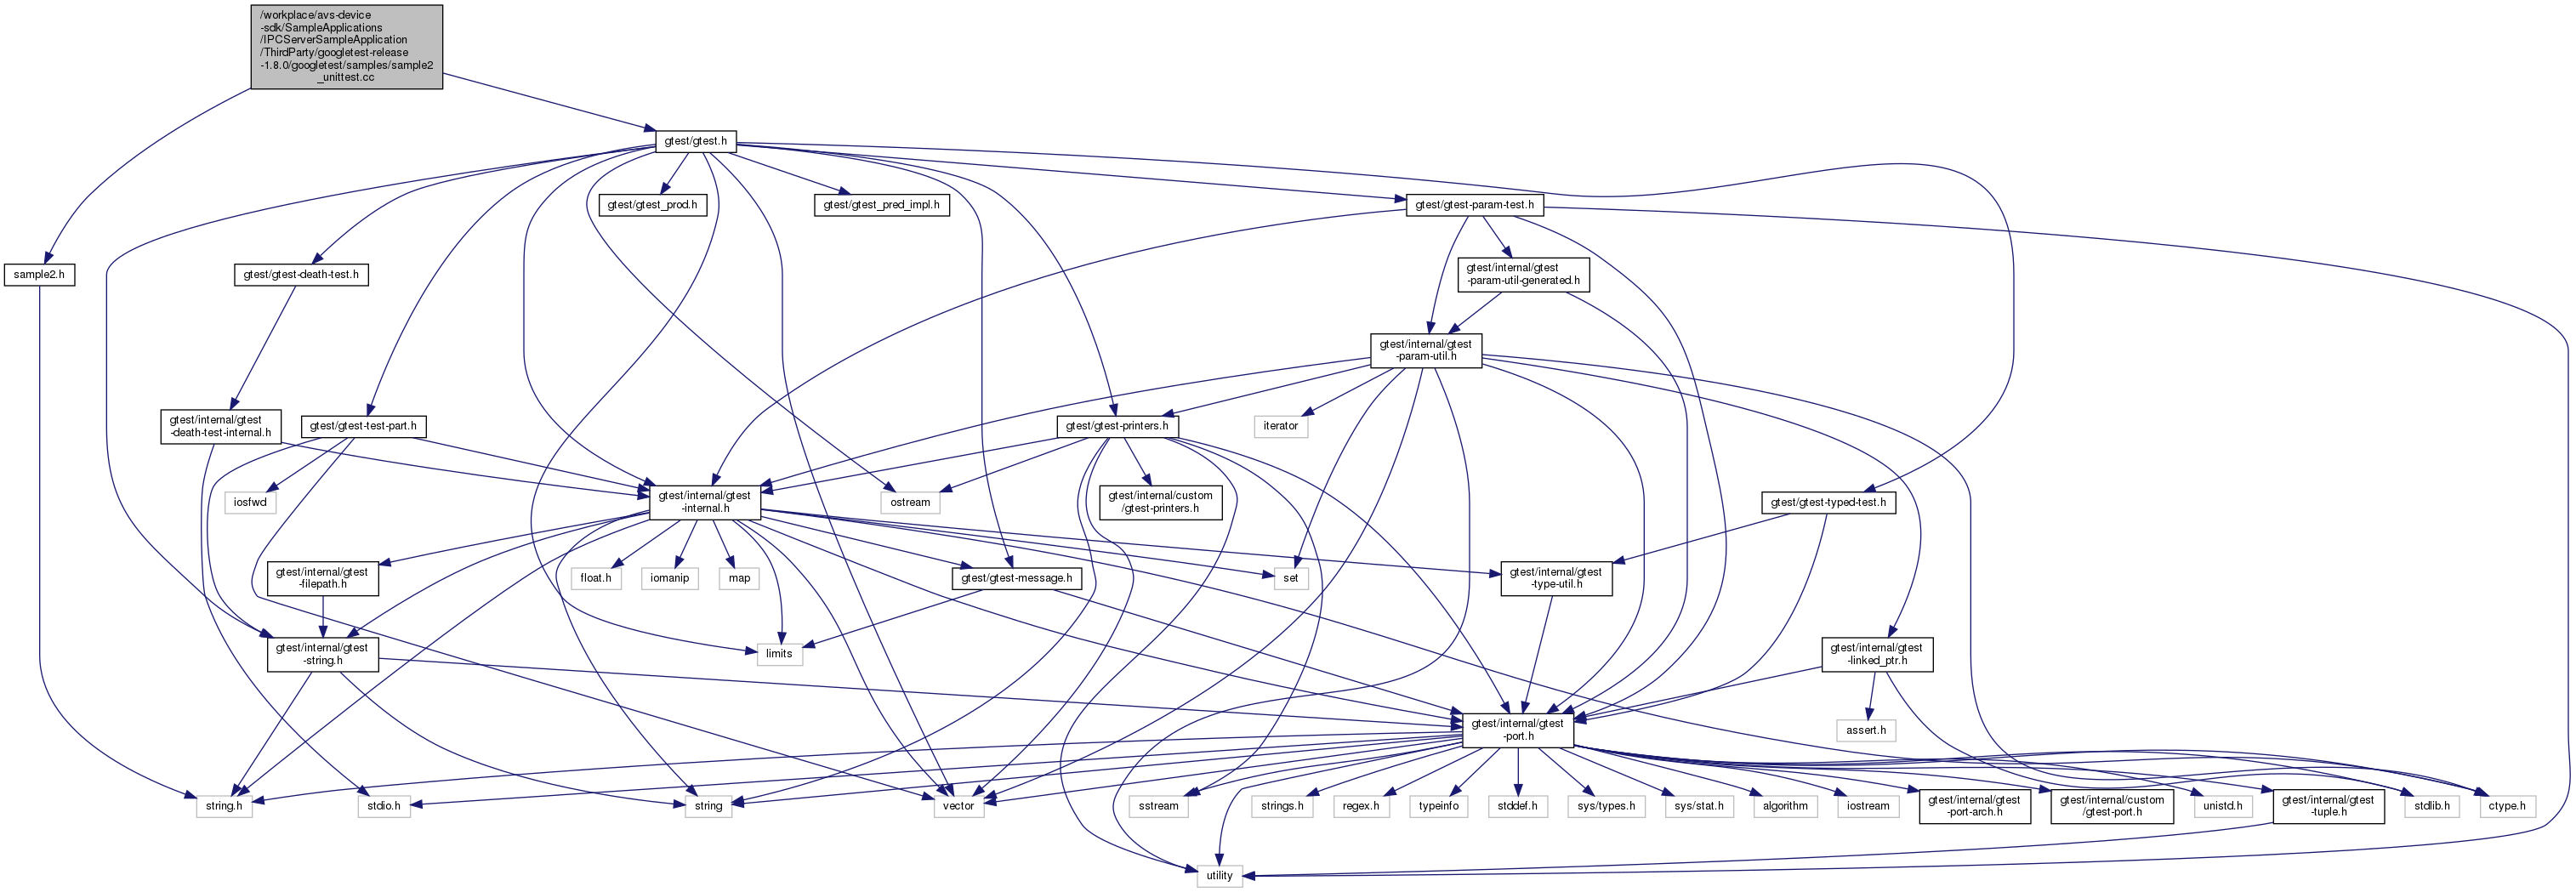 /workplace/avs-device
-sdk/SampleApplications
/IPCServerSampleApplication
/ThirdParty/googletest-release
-1.8.0/googletest/samples/sample2
_unittest.cc
gtest/gtest.h
gtest/gtest_prod.h
gtest/gtest_pred_impl.h
gtest/gtest-param-test.h
sample2.h
gtest/gtest-death-test.h
gtest/internal/gtest
-param-util-generated.h
gtest/internal/gtest
-param-util.h
gtest/internal/gtest
-death-test-internal.h
gtest/gtest-test-part.h
gtest/gtest-printers.h
iterator
iosfwd
gtest/internal/gtest
-internal.h
ostream
gtest/internal/custom
/gtest-printers.h
gtest/gtest-typed-test.h
gtest/internal/gtest
-filepath.h
float.h
iomanip
map
gtest/gtest-message.h
set
gtest/internal/gtest
-type-util.h
gtest/internal/gtest
-string.h
limits
gtest/internal/gtest
-linked_ptr.h
gtest/internal/gtest
-port.h
assert.h
string.h
stdio.h
string
vector
sstream
strings.h
regex.h
typeinfo
stddef.h
sys/types.h
sys/stat.h
algorithm
iostream
gtest/internal/gtest
-port-arch.h
gtest/internal/custom
/gtest-port.h
unistd.h
gtest/internal/gtest
-tuple.h
stdlib.h
ctype.h
utility